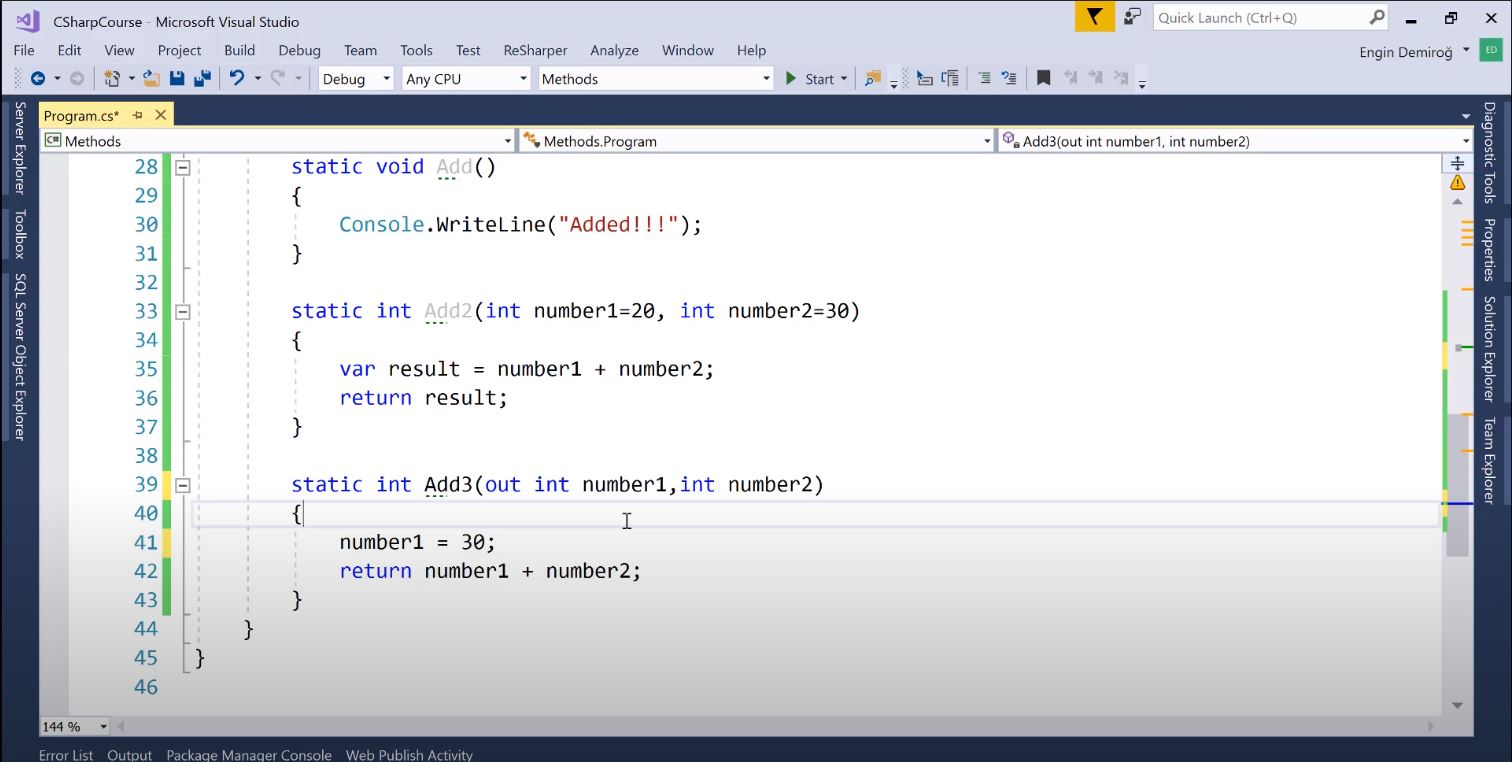 CSharpCourse - Microsoft Visual Studio
Quick Launch (Ctrl+Q)
File Edit View Project Build Debug Team Tools Test ReSharper Analyze Window Help
Engin Demiroğ ED
Debug Any CPU Methods Start
Program.cs*
C# Methods Methods.Program Add3(out int number1, int number2)
Server Explorer
Toolbox
SQL Server Object Explorer
28 static void Add()
29 {
30 Console.WriteLine("Added!!!");
31 }
32
33 static int Add2(int number1=20, int number2=30)
34 {
35 var result = number1 + number2;
36 return result;
37 }
38
39 static int Add3(out int number1,int number2)
40 {
41 number1 = 30;
42 return number1 + number2;
43 }
44 }
45 }
46
Diagnostic Tools
Properties
Solution Explorer
Team Explorer
144 %
Error List Output Package Manager Console Web Publish Activity